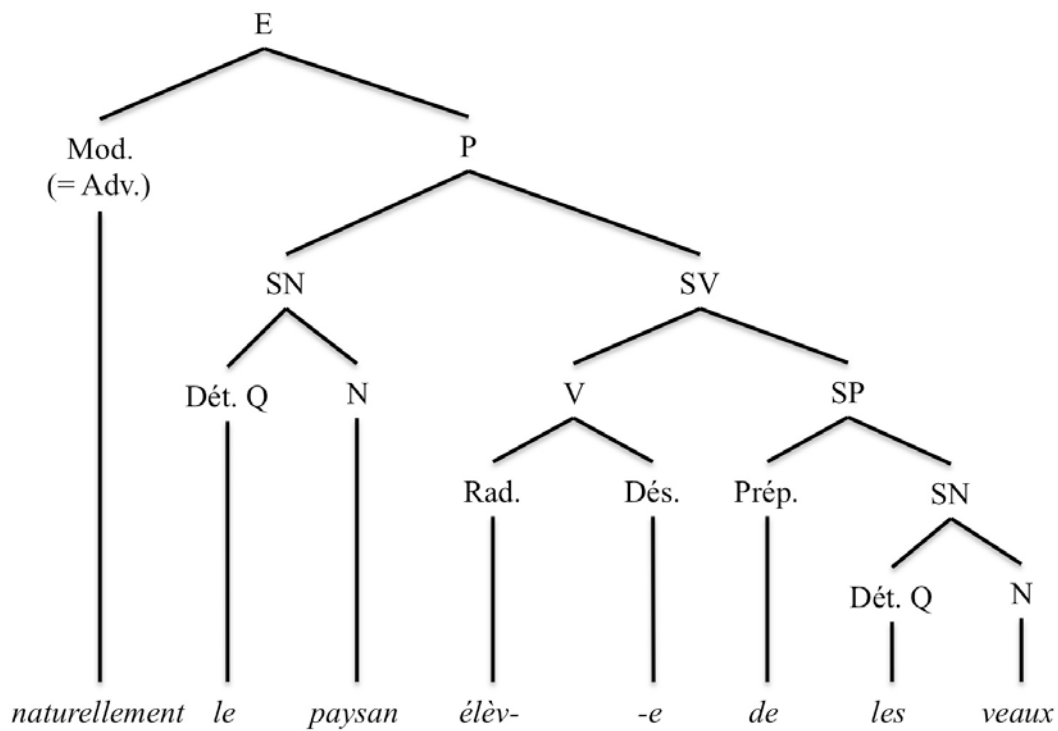 E
Mod.
(= Adv.)
P
SN
SV
Dét. Q
N
V
SP
Rad.
Dés.
Prép.
SN
Dét. Q
N
naturellement le paysan élèv- -e de les veaux